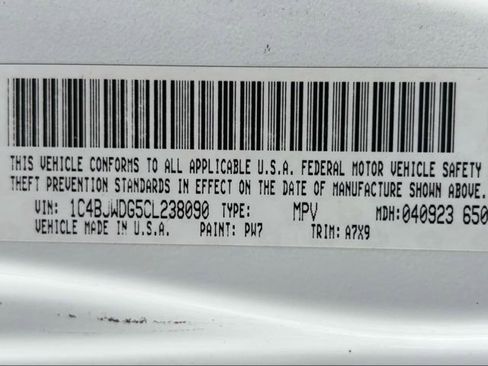 THIS VEHICLE CONFORMS TO ALL APPLICABLE U.S.A. FEDERAL MOTOR VEHICLE SAFETY
THEFT PREVENTION STANDARDS IN EFFECT ON THE DATE OF MANUFACTURE SHOWN ABOVE.
VIN: 1C4BJWDG5CL238090 TYPE: MPV MDH:040923 650
VEHICLE MADE IN U.S.A. PAINT: PW7 TRIM: A7X9